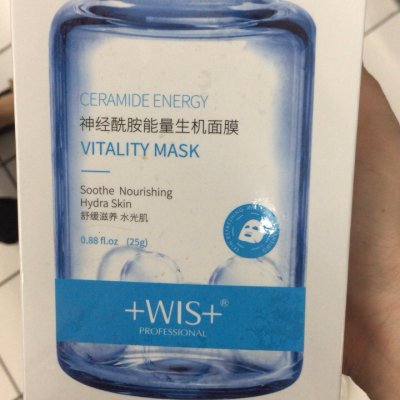 CERAMIDE ENERGY
神经酰胺能量生机面膜
VITALITY MASK
Soothe Nourishing
Hydra Skin
舒缓滋养 水光肌
0.88 fl.oz (25g)
+WIS+®
PROFESSIONAL